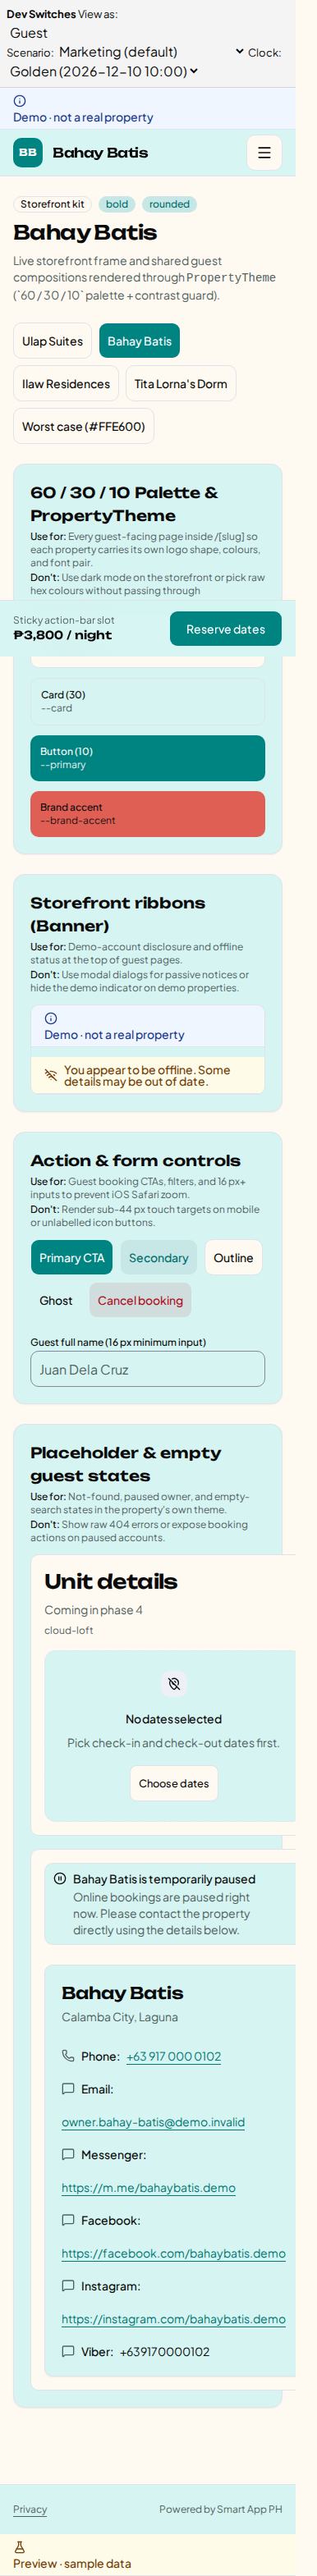 Dev Switches View as:
Guest
Scenario: Marketing (default) Clock:
Golden (2026-12-10 10:00)
Demo · not a real property
BB Bahay Batis
Storefront kit bold rounded
Bahay Batis
Live storefront frame and shared guest
compositions rendered through PropertyTheme
(`60 / 30 / 10` palette + contrast guard).
Ulap Suites Bahay Batis
Ilaw Residences Tita Lorna's Dorm
Worst case (#FFE600)
60 / 30 / 10 Palette &
PropertyTheme
Use for: Every guest-facing page inside /[slug] so
each property carries its own logo shape, colours,
and font pair.
Don't: Use dark mode on the storefront or pick raw
hex colours without passing through
Sticky action-bar slot
₱3,800 / night
Reserve dates
Card (30)
--card
Button (10)
--primary
Brand accent
--brand-accent
Storefront ribbons
(Banner)
Use for: Demo-account disclosure and offline
status at the top of guest pages.
Don't: Use modal dialogs for passive notices or
hide the demo indicator on demo properties.
Demo · not a real property
You appear to be offline. Some
details may be out of date.
Action & form controls
Use for: Guest booking CTAs, filters, and 16 px+
inputs to prevent iOS Safari zoom.
Don't: Render sub-44 px touch targets on mobile
or unlabelled icon buttons.
Primary CTA Secondary Outline
Ghost Cancel booking
Guest full name (16 px minimum input)
Juan Dela Cruz
Placeholder & empty
guest states
Use for: Not-found, paused owner, and empty-
search states in the property's own theme.
Don't: Show raw 404 errors or expose booking
actions on paused accounts.
Unit details
Coming in phase 4
cloud-loft
No dates selected
Pick check-in and check-out dates first.
Choose dates
Bahay Batis is temporarily paused
Online bookings are paused right
now. Please contact the property
directly using the details below.
Bahay Batis
Calamba City, Laguna
Phone: +63 917 000 0102
Email:
owner.bahay-batis@demo.invalid
Messenger:
https://m.me/bahaybatis.demo
Facebook:
https://facebook.com/bahaybatis.demo
Instagram:
https://instagram.com/bahaybatis.demo
Viber: +639170000102
Privacy Powered by Smart App PH
Preview · sample data